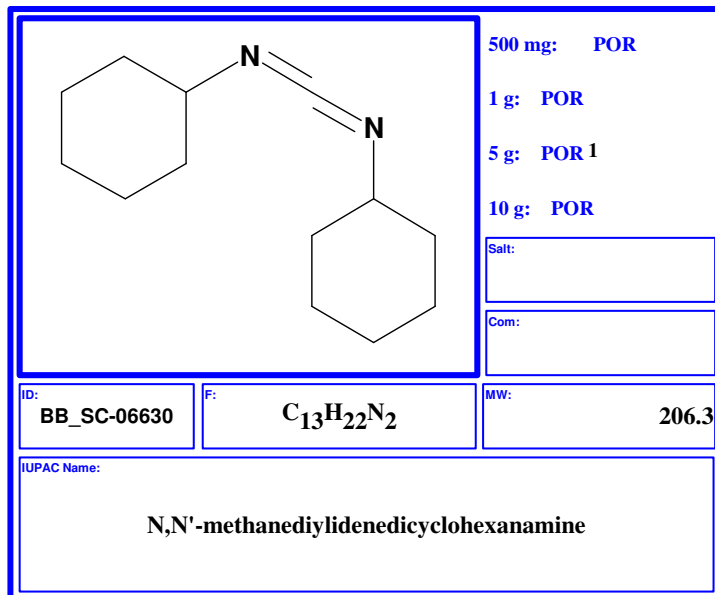 N
N
500 mg: POR
1 g: POR
5 g: POR 1
10 g: POR
Salt:
Com:
ID:
BB_SC-06630
F:
C13H22N2
MW:
206.3
IUPAC Name:
N,N'-methanediylidenedicyclohexanamine